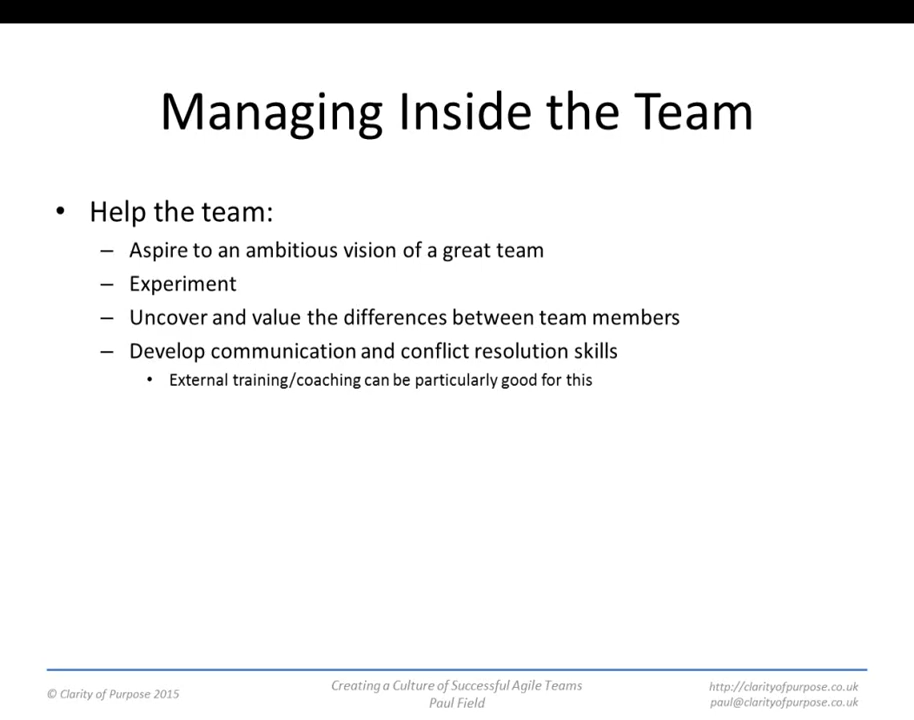 Managing Inside the Team
• Help the team:
– Aspire to an ambitious vision of a great team
– Experiment
– Uncover and value the differences between team members
– Develop communication and conflict resolution skills
• External training/coaching can be particularly good for this
© Clarity of Purpose 2015
Creating a Culture of Successful Agile Teams
Paul Field
http://clarityofpurpose.co.uk
paul@clarityofpurpose.co.uk